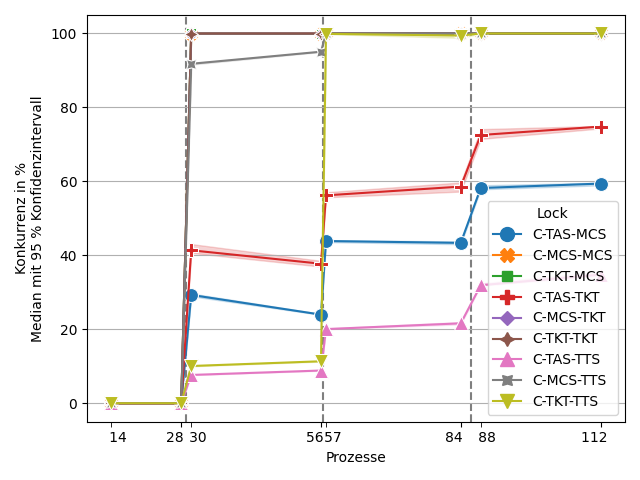 Konkurrenz in %
Median mit 95 % Konfidenzintervall
100
80
60
40
20
0
14 28 30 56 57 84 88 112
Prozesse
Lock
C-TAS-MCS
C-MCS-MCS
C-TKT-MCS
C-TAS-TKT
C-MCS-TKT
C-TKT-TKT
C-TAS-TTS
C-MCS-TTS
C-TKT-TTS